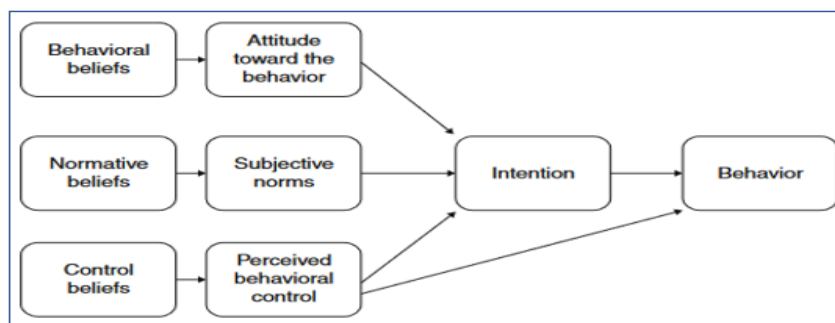 Behavioral
beliefs
Attitude
toward the
behavior
Normative
beliefs
Subjective
norms
Intention
Behavior
Control
beliefs
Perceived
behavioral
control